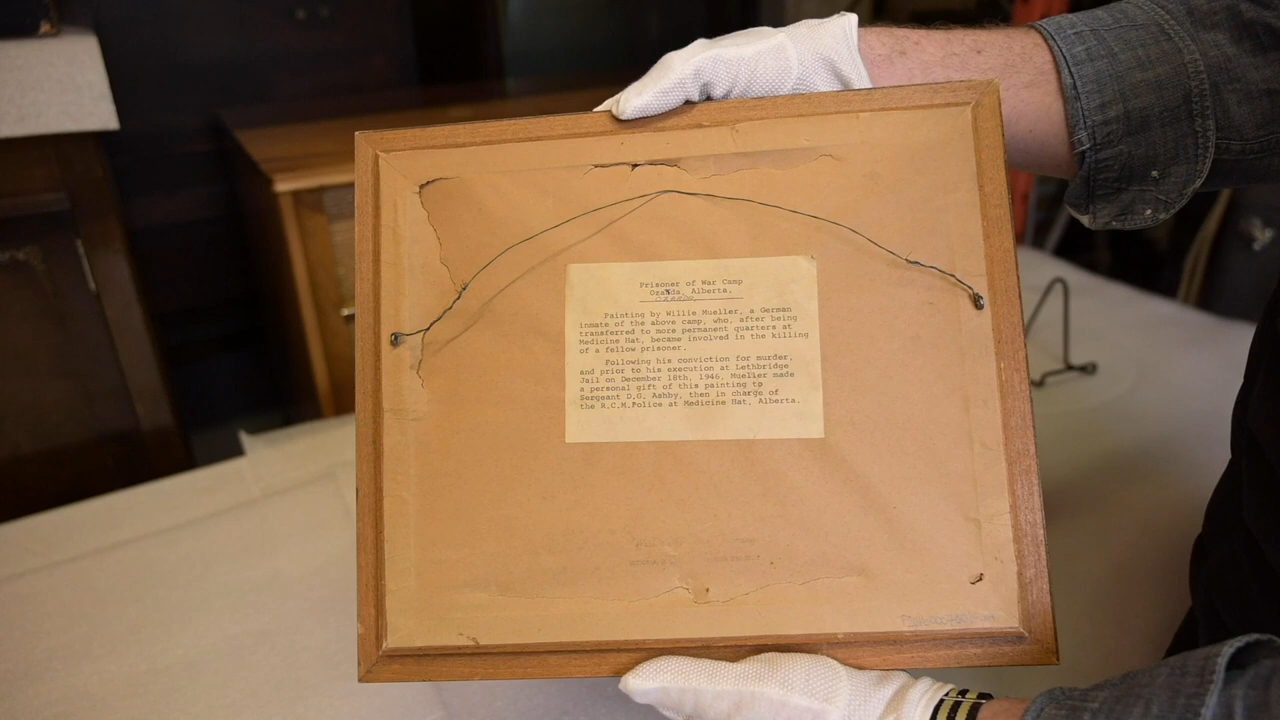 Prisoner of War Camp
Ozada, Alberta.
OZADA
Painting by Willie Mueller, a German
inmate of the above camp, who, after being
transferred to more permanent quarters at
Medicine Hat, became involved in the killing
of a fellow prisoner.
Following his conviction for murder,
and prior to his execution at Lethbridge
Jail on December 18th, 1946, Mueller made
a personal gift of this painting to
Sergeant D.G. Ashby, then in charge of
the R.C.M.Police at Medicine Hat, Alberta.